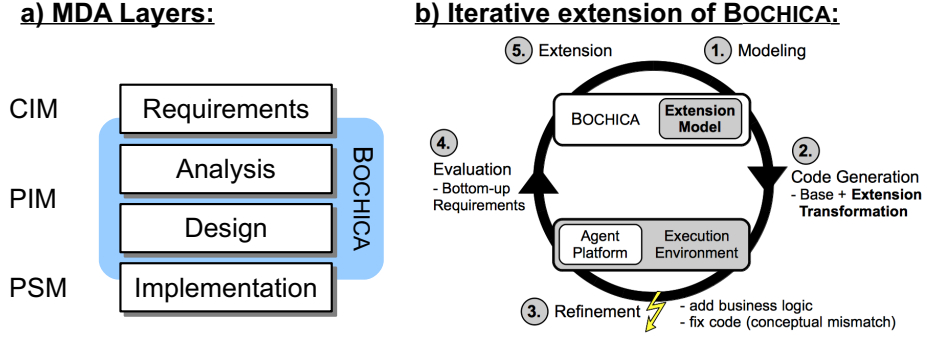 a) MDA Layers:
CIM
PIM
PSM
Requirements
Analysis
Design
Implementation
BOCHICA
b) Iterative extension of BOCHICA:
5. Extension
1. Modeling
BOCHICA
Extension
Model
4.
Evaluation
- Bottom-up
Requirements
2.
Code Generation
- Base + Extension
Transformation
Agent
Platform
Execution
Environment
3. Refinement
- add business logic
- fix code (conceptual mismatch)